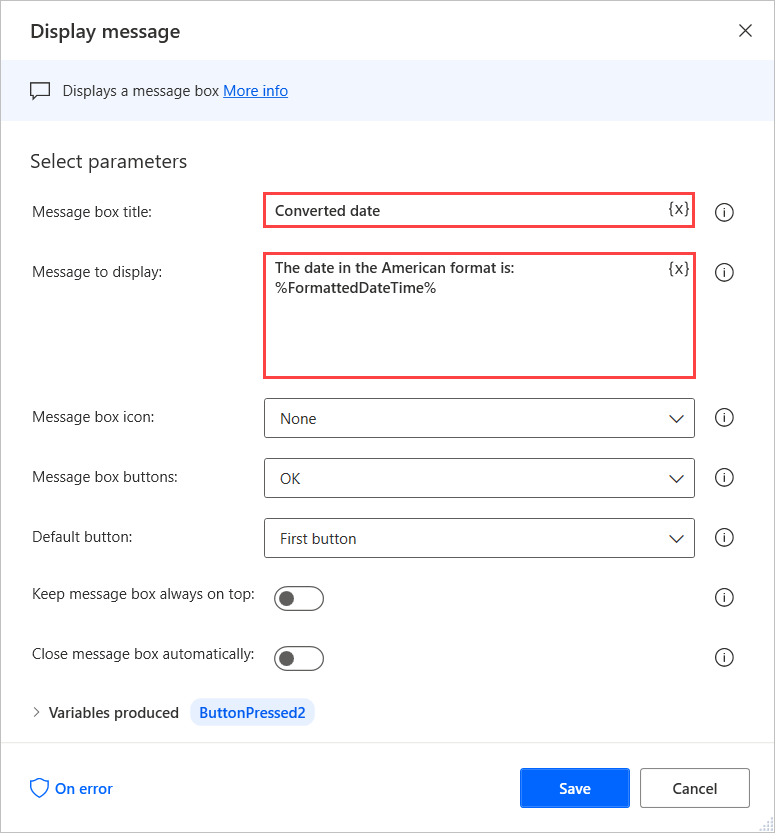 Display message
Displays a message box More info
Select parameters
Message box title:
Converted date {x}
Message to display:
The date in the American format is: {x}
%FormattedDateTime%
Message box icon:
None
Message box buttons:
OK
Default button:
First button
Keep message box always on top:
Close message box automatically:
Variables produced ButtonPressed2
On error
Save Cancel